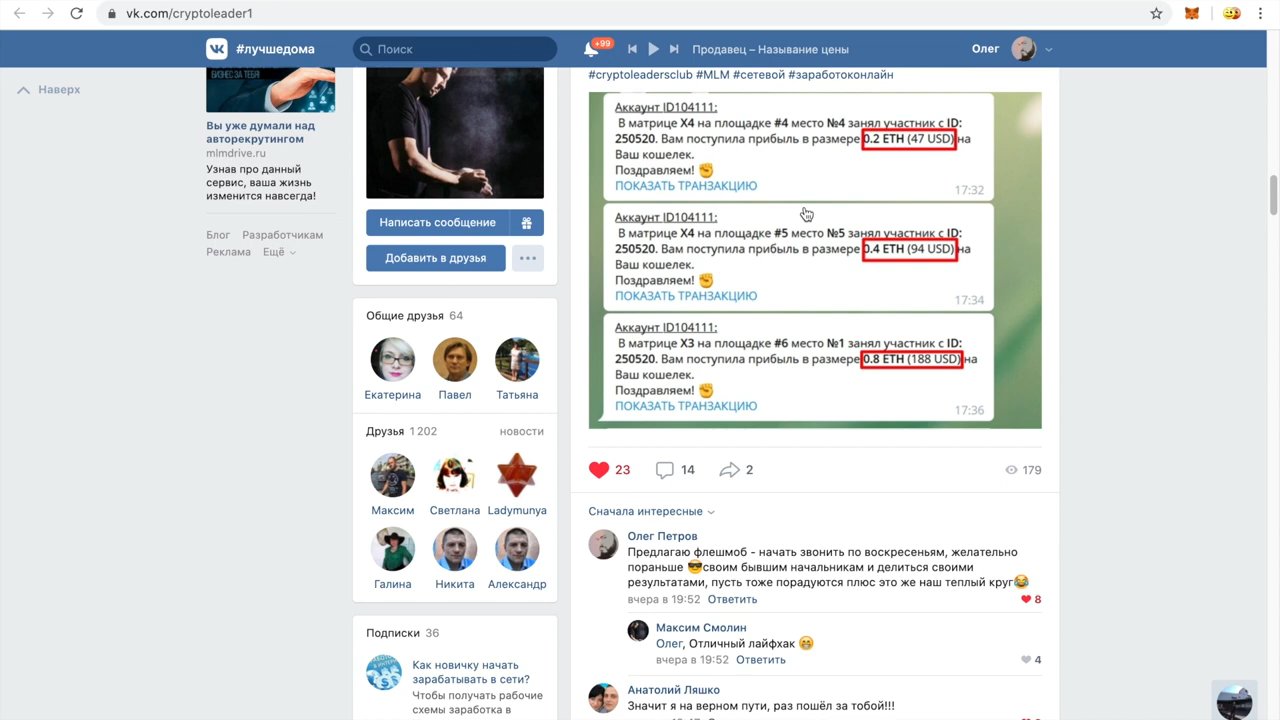 vk.com/cryptoleader1
#лучшедома
Поиск
+99
Продавец – Называние цены
Олег
Наверх
БИЗНЕС ЗА ТЕБЯ!
Вы уже думали над
авторекрутингом
mlmdrive.ru
Узнав про данный
сервис, ваша жизнь
изменится навсегда!
Блог Разработчикам
Реклама Ещё
Написать сообщение
Добавить в друзья
Общие друзья 64
Екатерина Павел Татьяна
Друзья 1 202 новости
Максим Светлана Ladymunya
Галина Никита Александр
Подписки 36
Как новичку начать
зарабатывать в сети?
Чтобы получать рабочие
схемы заработка в
#cryptoleadersclub #MLM #сетевой #заработоконлайн
Аккаунт ID104111:
В матрице X4 на площадке #4 место №4 занял участник с ID:
250520. Вам поступила прибыль в размере 0.2 ETH (47 USD) на
Ваш кошелек.
Поздравляем!
ПОКАЗАТЬ ТРАНЗАКЦИЮ
17:32
Аккаунт ID104111:
В матрице X4 на площадке #5 место №5 занял участник с ID:
250520. Вам поступила прибыль в размере 0.4 ETH (94 USD) на
Ваш кошелек.
Поздравляем!
ПОКАЗАТЬ ТРАНЗАКЦИЮ
17:34
Аккаунт ID104111:
В матрице X3 на площадке #6 место №1 занял участник с ID:
250520. Вам поступила прибыль в размере 0.8 ETH (188 USD) на
Ваш кошелек.
Поздравляем!
ПОКАЗАТЬ ТРАНЗАКЦИЮ
17:36
23 14 2 179
Сначала интересные
Олег Петров
Предлагаю флешмоб - начать звонить по воскресеньям, желательно
пораньше своим бывшим начальникам и делиться своими
результатами, пусть тоже порадуются плюс это же наш теплый круг
вчера в 19:52 Ответить 8
Максим Смолин
Олег, Отличный лайфхак
вчера в 19:52 Ответить 4
Анатолий Ляшко
Значит я на верном пути, раз пошёл за тобой!!!